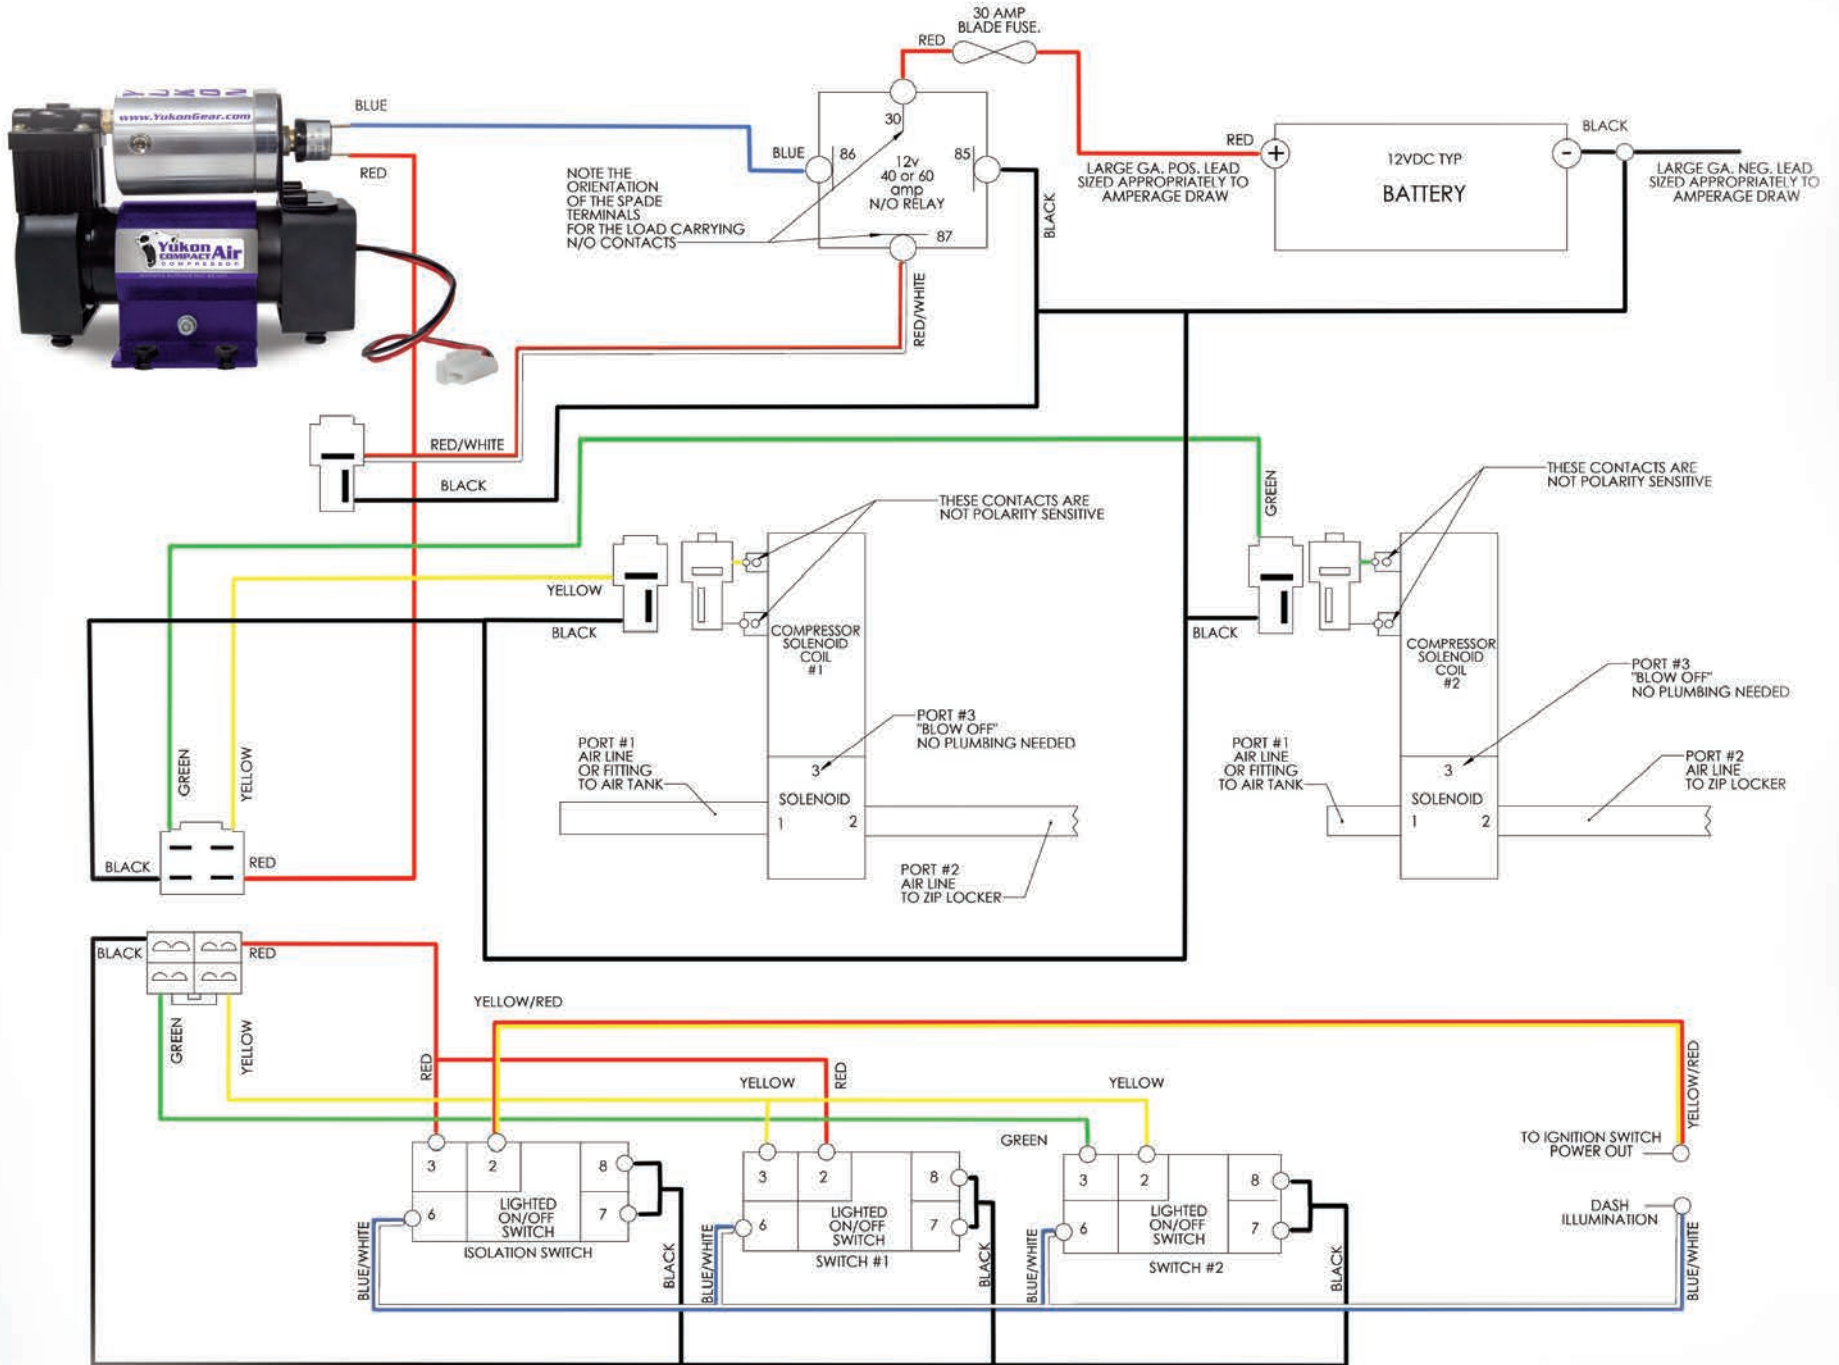 30 AMP
BLADE FUSE.
RED
www.YukonGear.com
BLUE
RED
Yukon
COMPACT Air
COMPRESSOR
BLUE
86
30
85
12v
40 or 60
amp
N/O RELAY
87
NOTE THE
ORIENTATION
OF THE SPADE
TERMINALS
FOR THE LOAD CARRYING
N/O CONTACTS
BLACK
RED/WHITE
RED
+
12VDC TYP
BATTERY
-
BLACK
LARGE GA. POS. LEAD
SIZED APPROPRIATELY TO
AMPERAGE DRAW
LARGE GA. NEG. LEAD
SIZED APPROPRIATELY TO
AMPERAGE DRAW
RED/WHITE
BLACK
THESE CONTACTS ARE
NOT POLARITY SENSITIVE
GREEN
THESE CONTACTS ARE
NOT POLARITY SENSITIVE
YELLOW
BLACK
COMPRESSOR
SOLENOID
COIL
#1
BLACK
COMPRESSOR
SOLENOID
COIL
#2
PORT #3
"BLOW OFF"
NO PLUMBING NEEDED
PORT #3
"BLOW OFF"
NO PLUMBING NEEDED
PORT #1
AIR LINE
OR FITTING
TO AIR TANK
3
SOLENOID
1
2
PORT #2
AIR LINE
TO ZIP LOCKER
PORT #1
AIR LINE
OR FITTING
TO AIR TANK
3
SOLENOID
1
2
PORT #2
AIR LINE
TO ZIP LOCKER
GREEN
YELLOW
BLACK
RED
BLACK
RED
GREEN
YELLOW
YELLOW/RED
RED
YELLOW
RED
YELLOW
GREEN
YELLOW/RED
TO IGNITION SWITCH
POWER OUT
DASH
ILLUMINATION
BLUE/WHITE
3
2
8
6
LIGHTED
ON/OFF
SWITCH
7
ISOLATION SWITCH
BLUE/WHITE
BLACK
3
2
8
6
LIGHTED
ON/OFF
SWITCH
7
SWITCH #1
BLUE/WHITE
BLACK
3
2
8
6
LIGHTED
ON/OFF
SWITCH
7
SWITCH #2
BLUE/WHITE
BLACK